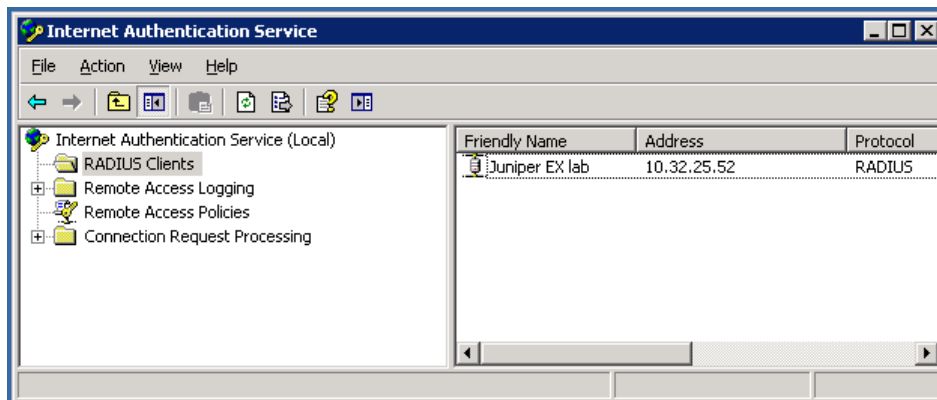 Internet Authentication Service
File Action View Help
Internet Authentication Service (Local)
RADIUS Clients
Remote Access Logging
Remote Access Policies
Connection Request Processing
Friendly Name Address Protocol
Juniper EX lab 10.32.25.52 RADIUS